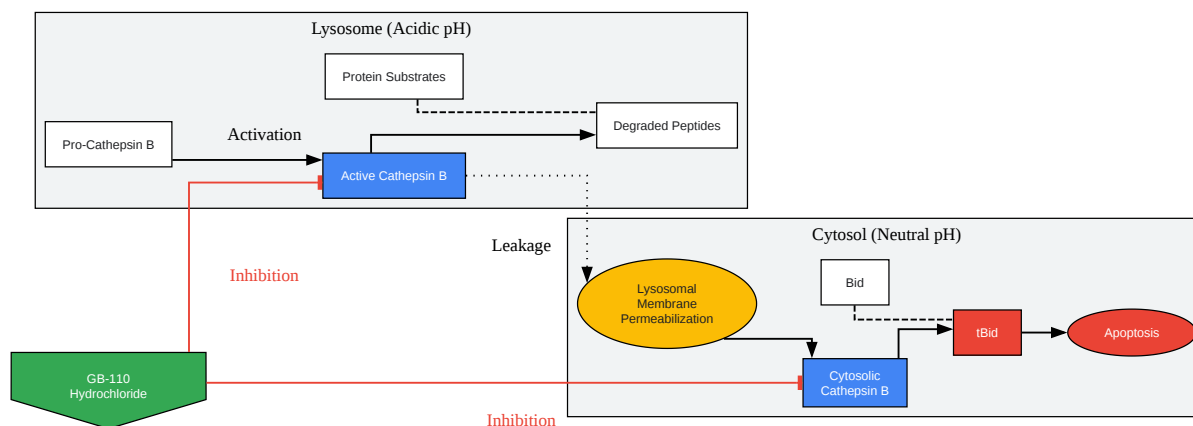 Lysosome (Acidic pH)
Protein Substrates
Degraded Peptides
Activation
Pro-Cathepsin B
Active Cathepsin B
Leakage
Inhibition
Cytosol (Neutral pH)
Bid
Lysosomal
Membrane
Permeabilization
tBid
Apoptosis
GB-110
Hydrochloride
Cytosolic
Cathepsin B
Inhibition